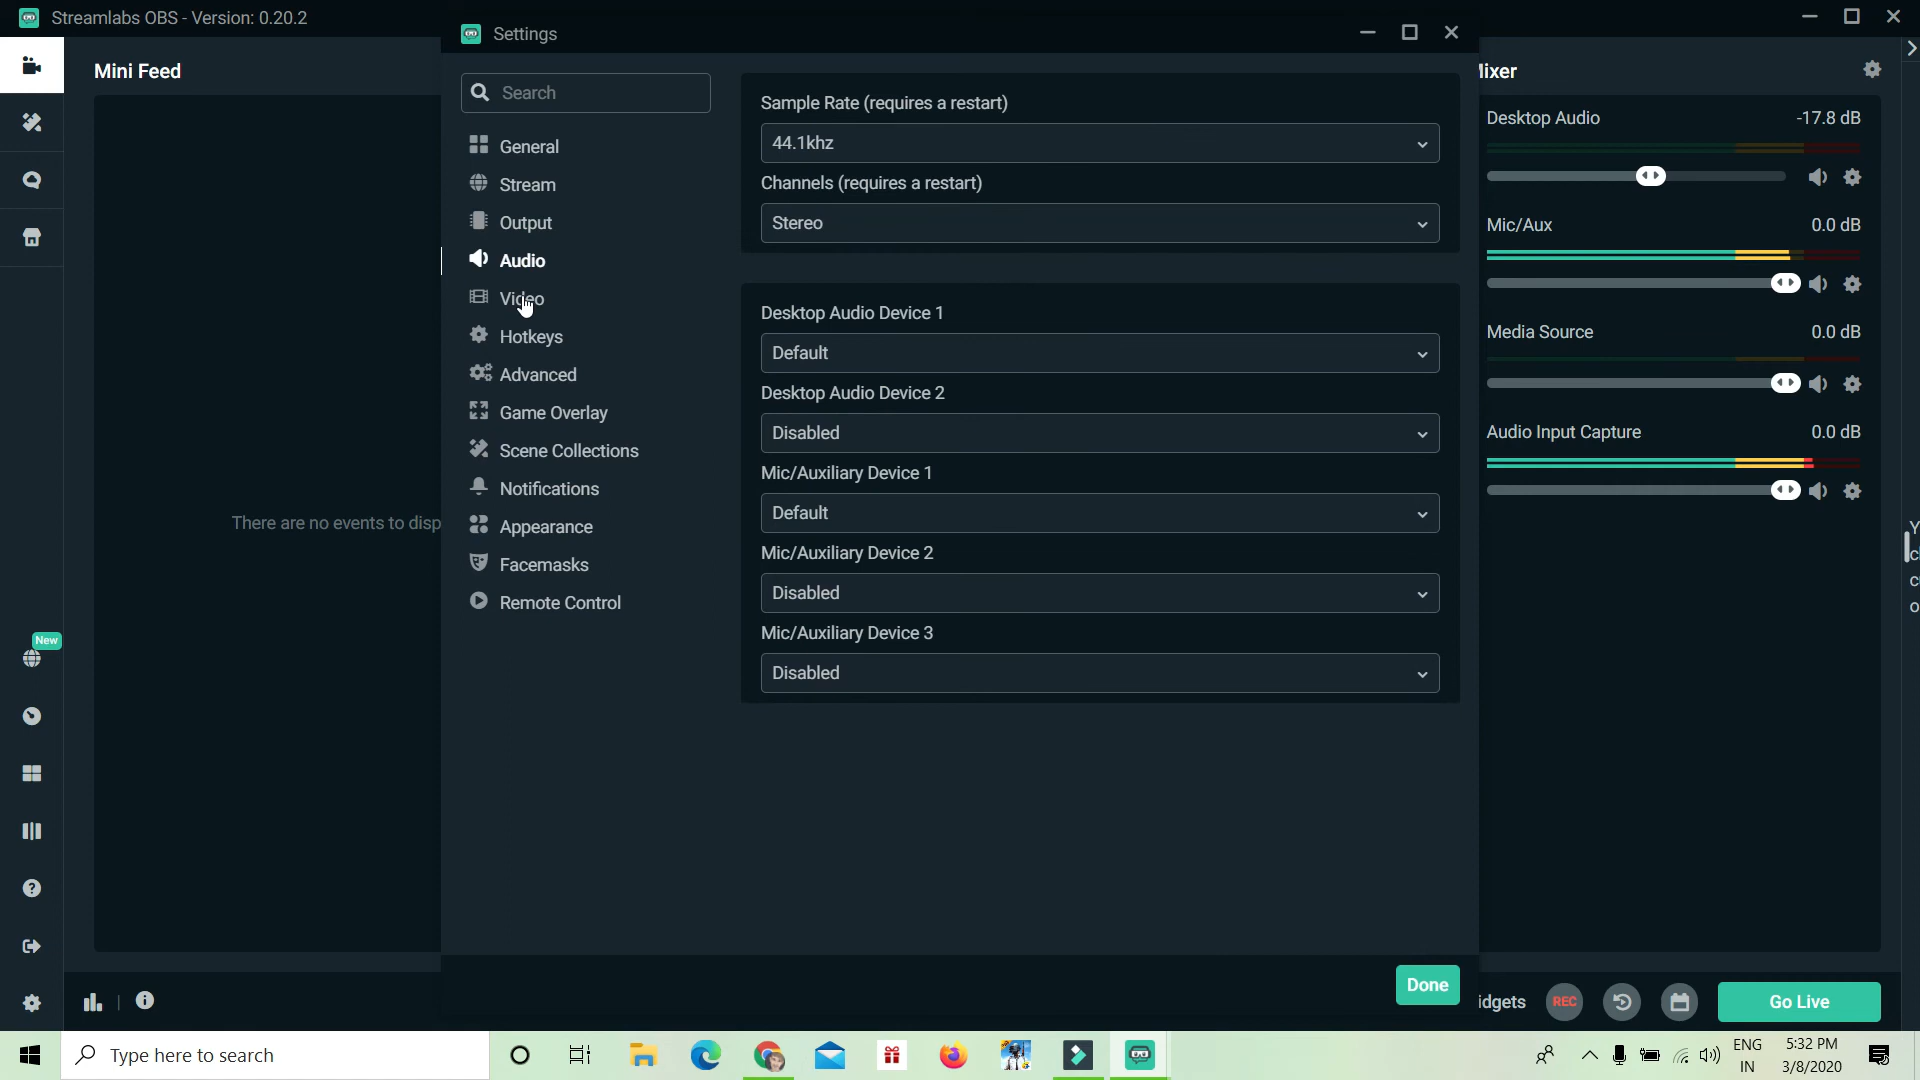 Streamlabs OBS - Version: 0.20.2
Settings
Mini Feed
There are no events to disp
New
Search
General
Stream
Output
Audio
Video
Hotkeys
Advanced
Game Overlay
Scene Collections
Notifications
Appearance
Facemasks
Remote Control
Sample Rate (requires a restart)
44.1khz
Channels (requires a restart)
Stereo
Desktop Audio Device 1
Default
Desktop Audio Device 2
Disabled
Mic/Auxiliary Device 1
Default
Mic/Auxiliary Device 2
Disabled
Mic/Auxiliary Device 3
Disabled
Done
Mixer
Desktop Audio -17.8 dB
Mic/Aux 0.0 dB
Media Source 0.0 dB
Audio Input Capture 0.0 dB
idgets
REC
Go Live
Type here to search
ENG
IN
5:32 PM
3/8/2020